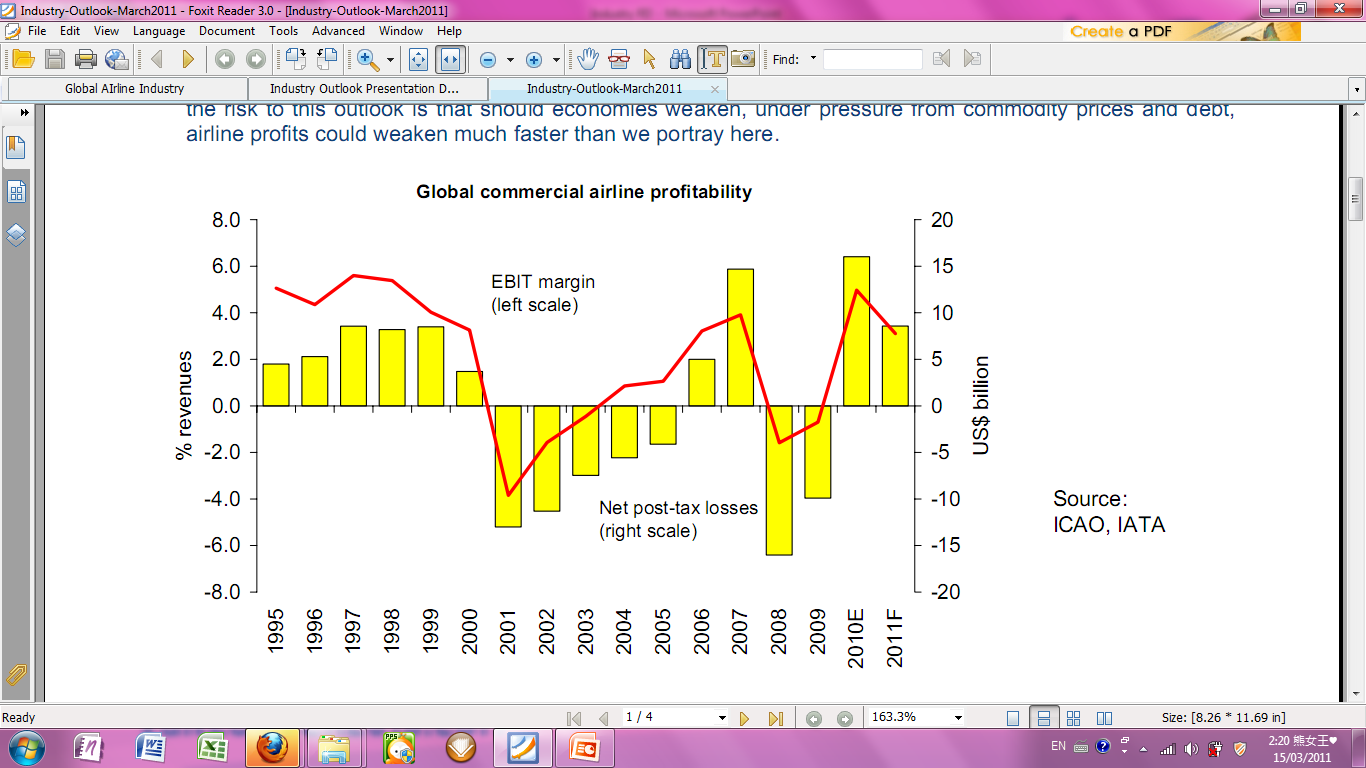 Industry-Outlook-March2011 - Foxit Reader 3.0 - [Industry-Outlook-March2011]
File Edit View Language Document Tools Advanced Window Help
Create a PDF
Find:
Global AIrline Industry
Industry Outlook Presentation D...
Industry-Outlook-March2011
the risk to this outlook is that should economies weaken, under pressure from commodity prices and debt,
airline profits could weaken much faster than we portray here.
Global commercial airline profitability
8.0
6.0
4.0
2.0
0.0
-2.0
-4.0
-6.0
-8.0
% revenues
EBIT margin
(left scale)
Net post-tax losses
(right scale)
20
15
10
5
0
-5
-10
-15
-20
US$ billion
1995 1996 1997 1998 1999 2000 2001 2002 2003 2004 2005 2006 2007 2008 2009 2010E 2011F
Source:
ICAO, IATA
Ready
1 / 4
163.3%
Size: [8.26 * 11.69 in]
PPS
EN
2:20 熊女王♥
15/03/2011